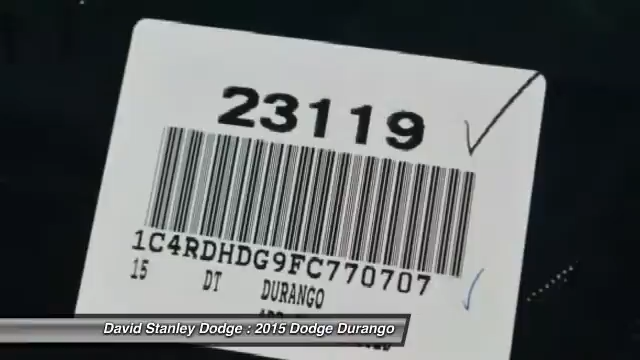 23119
1C4RDHDG9FC770707
15 DT DURANGO
David Stanley Dodge : 2015 Dodge Durango